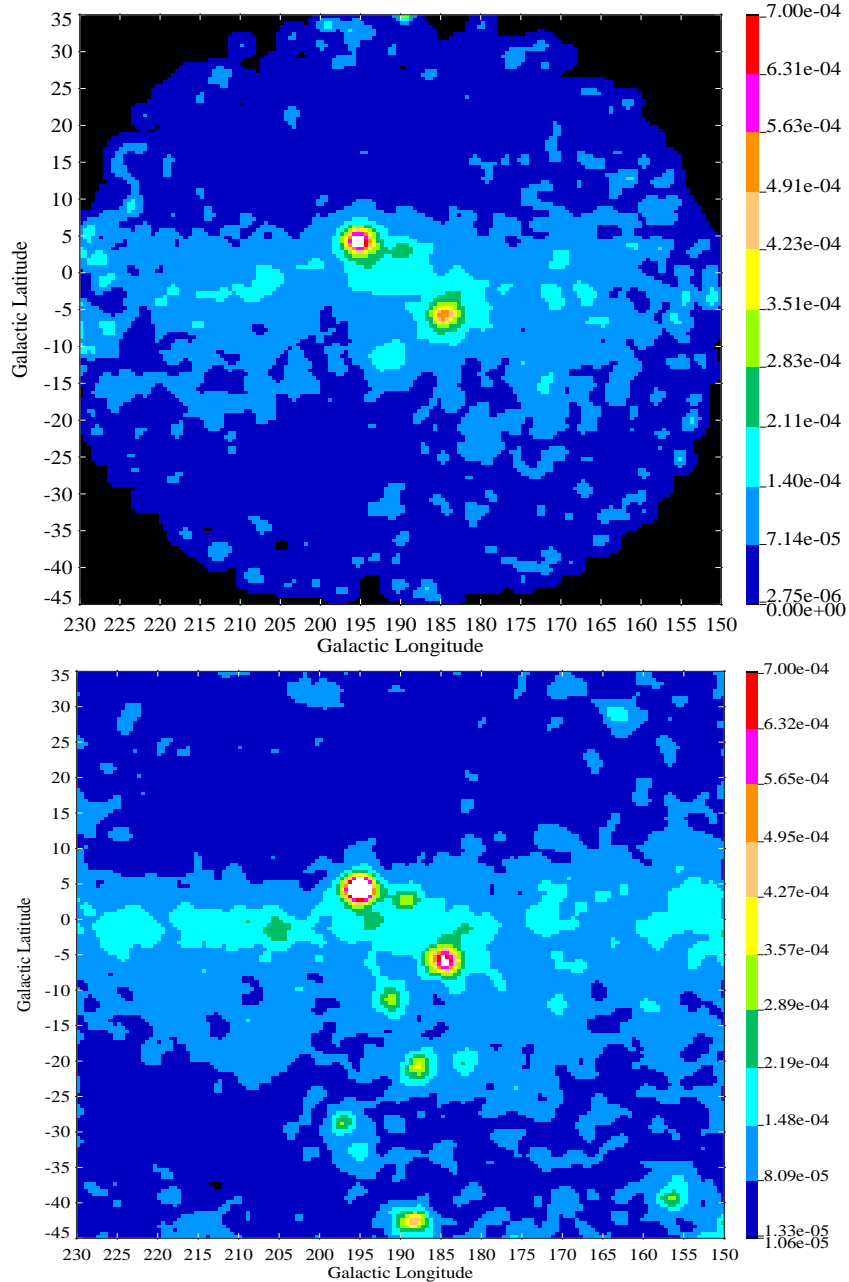 35
30
25
20
15
10
5
0
-5
-10
-15
-20
-25
-30
-35
-40
-45
Galactic Latitude
230 225 220 215 210 205 200 195 190 185 180 175 170 165 160 155 150
Galactic Longitude
7.00e-04
6.31e-04
5.63e-04
4.91e-04
4.23e-04
3.51e-04
2.83e-04
2.11e-04
1.40e-04
7.14e-05
2.75e-06
0.00e+00
35
30
25
20
15
10
5
0
-5
-10
-15
-20
-25
-30
-35
-40
-45
Galactic Latitude
230 225 220 215 210 205 200 195 190 185 180 175 170 165 160 155 150
Galactic Longitude
7.00e-04
6.32e-04
5.65e-04
4.95e-04
4.27e-04
3.57e-04
2.89e-04
2.19e-04
1.48e-04
8.09e-05
1.33e-05
1.06e-05